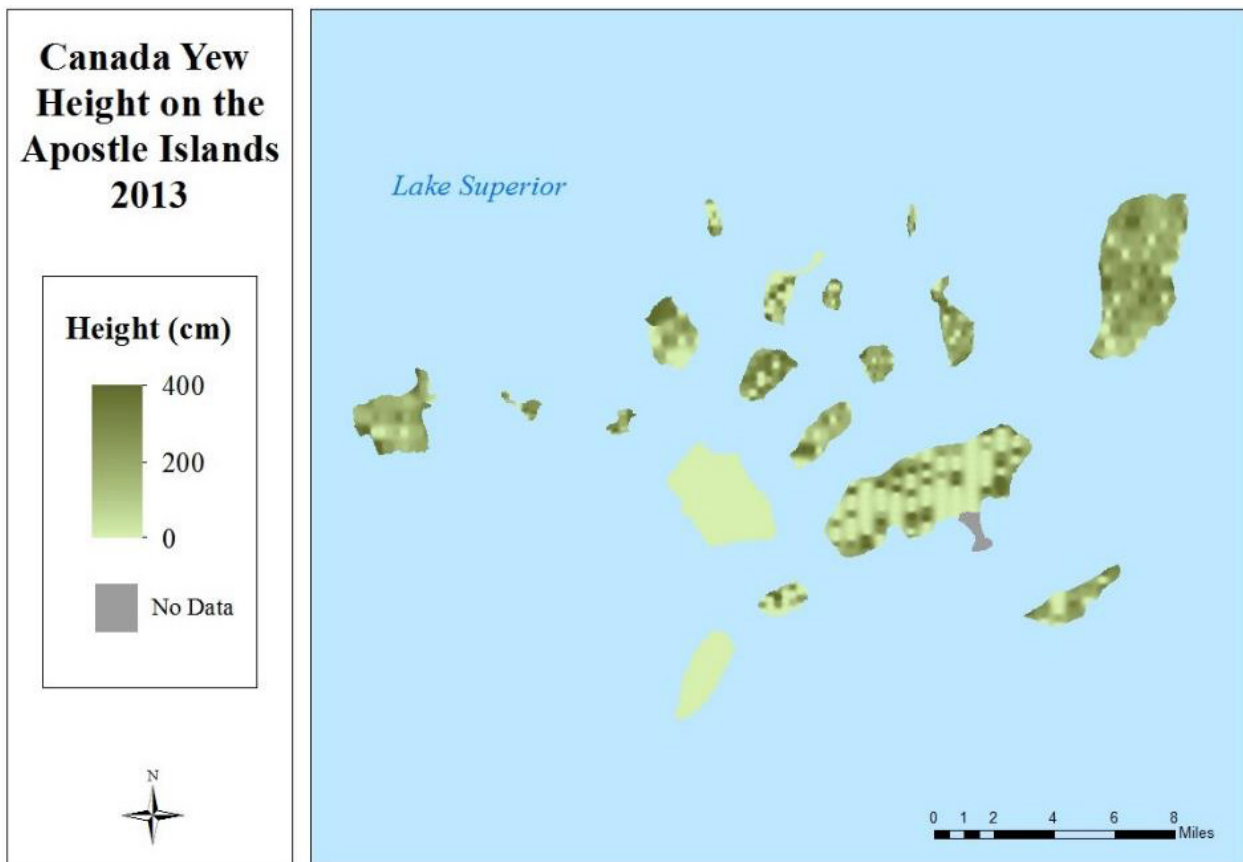 Canada Yew
Height on the
Apostle Islands
2013
Height (cm)
400
200
0
No Data
N
Lake Superior
0 1 2 4 6 8
Miles